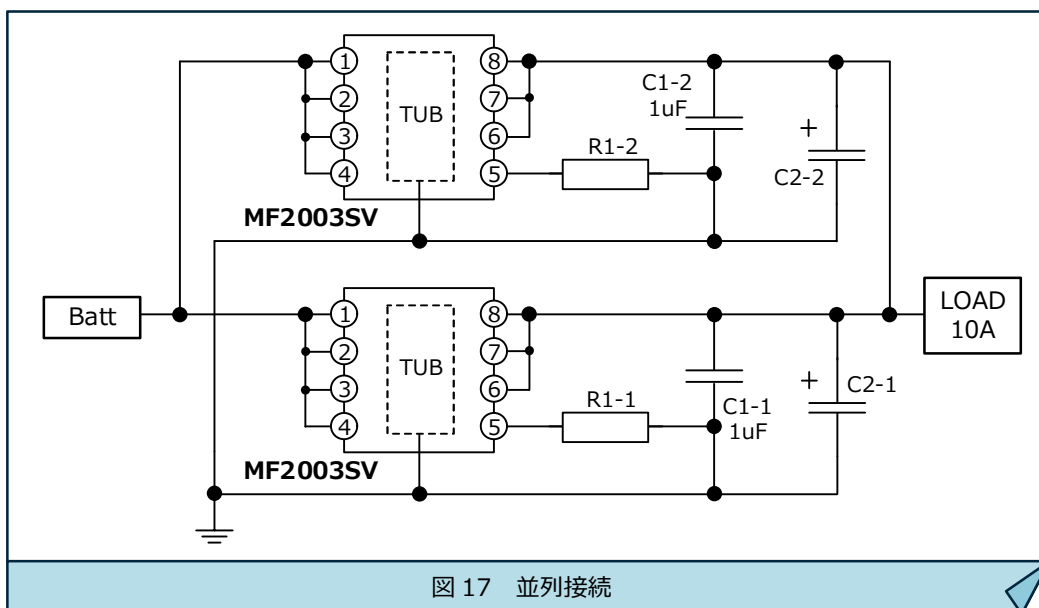 1
2
3
4
TUB
8
7
6
5
C1-2
1uF
R1-2
+
C2-2
MF2003SV
Batt
1
2
3
4
TUB
8
7
6
5
R1-1
C1-1
1uF
+
C2-1
LOAD
10A
MF2003SV
図 17 並列接続